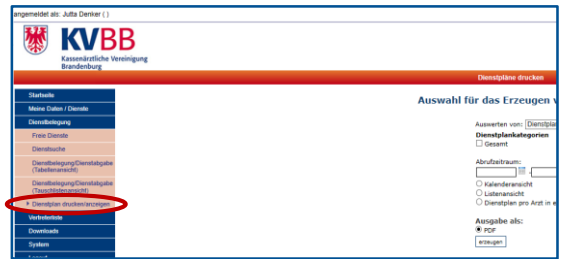 angemeldet als: Jutta Denker ( )
KVBB
Kassenärztliche Vereinigung
Brandenburg
Dienstpläne drucken
Startseite
Meine Daten / Dienste
Dienstbelegung
Freie Dienste
Dienstsuche
Dienstbelegung/Dienstabgabe
(Tabellenansicht)
Dienstbelegung/Dienstabgabe
(Tauschlistenansicht)
Dienstplan drucken/anzeigen
Vertreterliste
Downloads
System
Auswahl für das Erzeugen v
Auswerten von: Dienstplan
Dienstplankategorien
Gesamt
Abrufzeitraum:
-
Kalenderansicht
Listenansicht
Dienstplan pro Arzt in e
Ausgabe als:
PDF
erzeugen